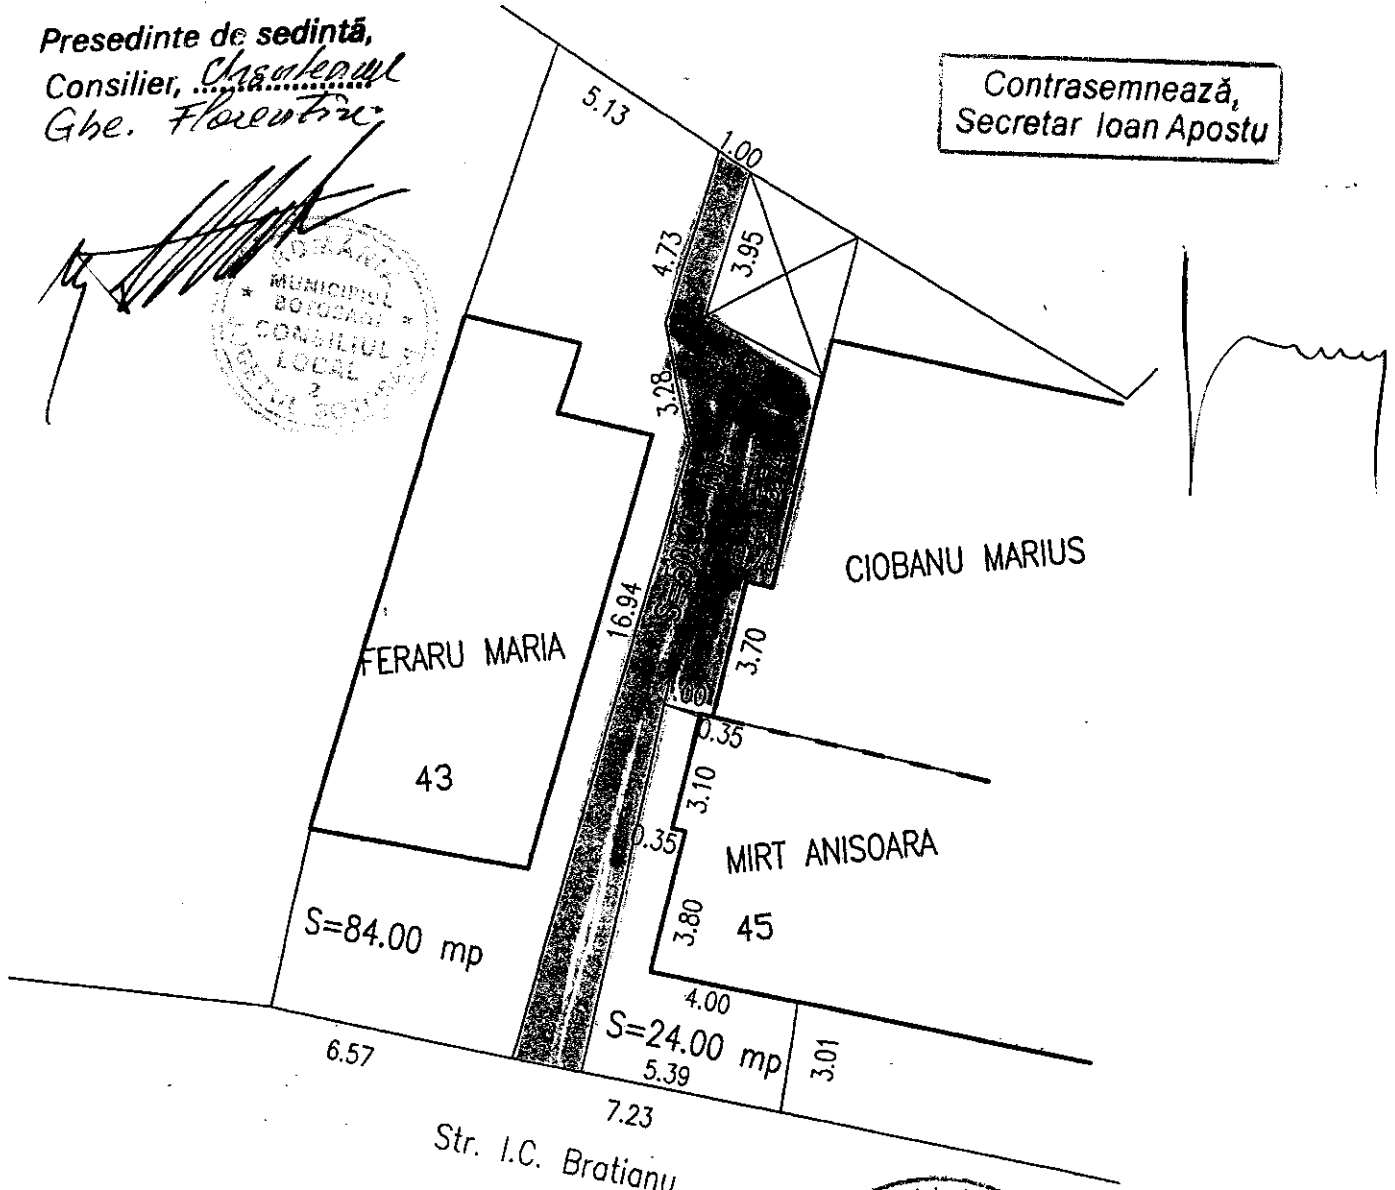 Presedinte de sedintă,
Consilier,
Gbe. Florentin
Contrasemnează,
Secretar Ioan Apostu
ROMÂNIA
MUNICIPIUL
BOTOSANI
CONSILIUL
LOCAL
2
5.13
1.00
4.73
3.95
3.28
CIOBANU MARIUS
16.94
3.70
FERARU MARIA
43
0.35
3.10
0.35
MIRT ANISOARA
3.80
45
S=84.00 mp
4.00
S=24.00 mp
3.01
6.57
5.39
7.23
Str. I.C. Bratianu